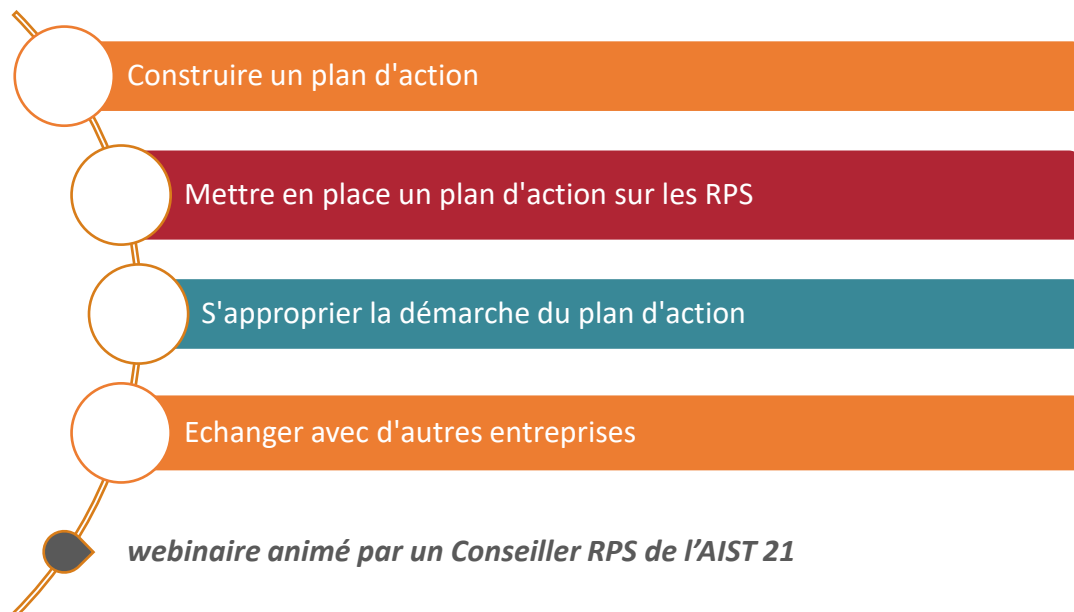 Construire un plan d'action
Mettre en place un plan d'action sur les RPS
S'approprier la démarche du plan d'action
Echanger avec d'autres entreprises
webinaire animé par un Conseiller RPS de l’AIST 21